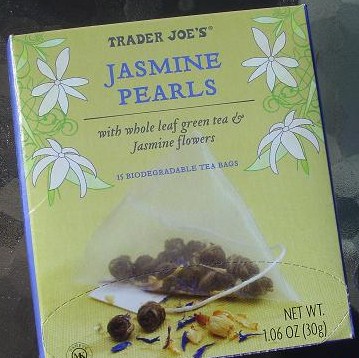 TRADER JOE'S®
JASMINE
PEARLS
with whole leaf green tea &
Jasmine flowers
15 BIODEGRADABLE TEA BAGS
NET WT.
1.06 OZ (30g)